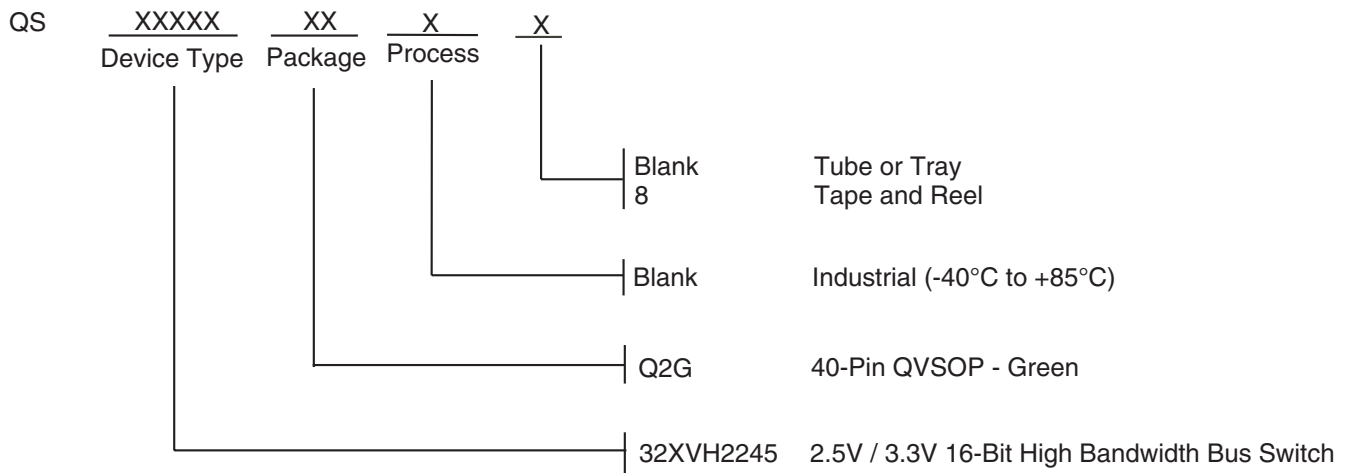 QS XXXXX XX X X
Device Type Package Process
Blank Tube or Tray
8 Tape and Reel
Blank Industrial (-40°C to +85°C)
Q2G 40-Pin QVSOP - Green
32XVH2245 2.5V / 3.3V 16-Bit High Bandwidth Bus Switch